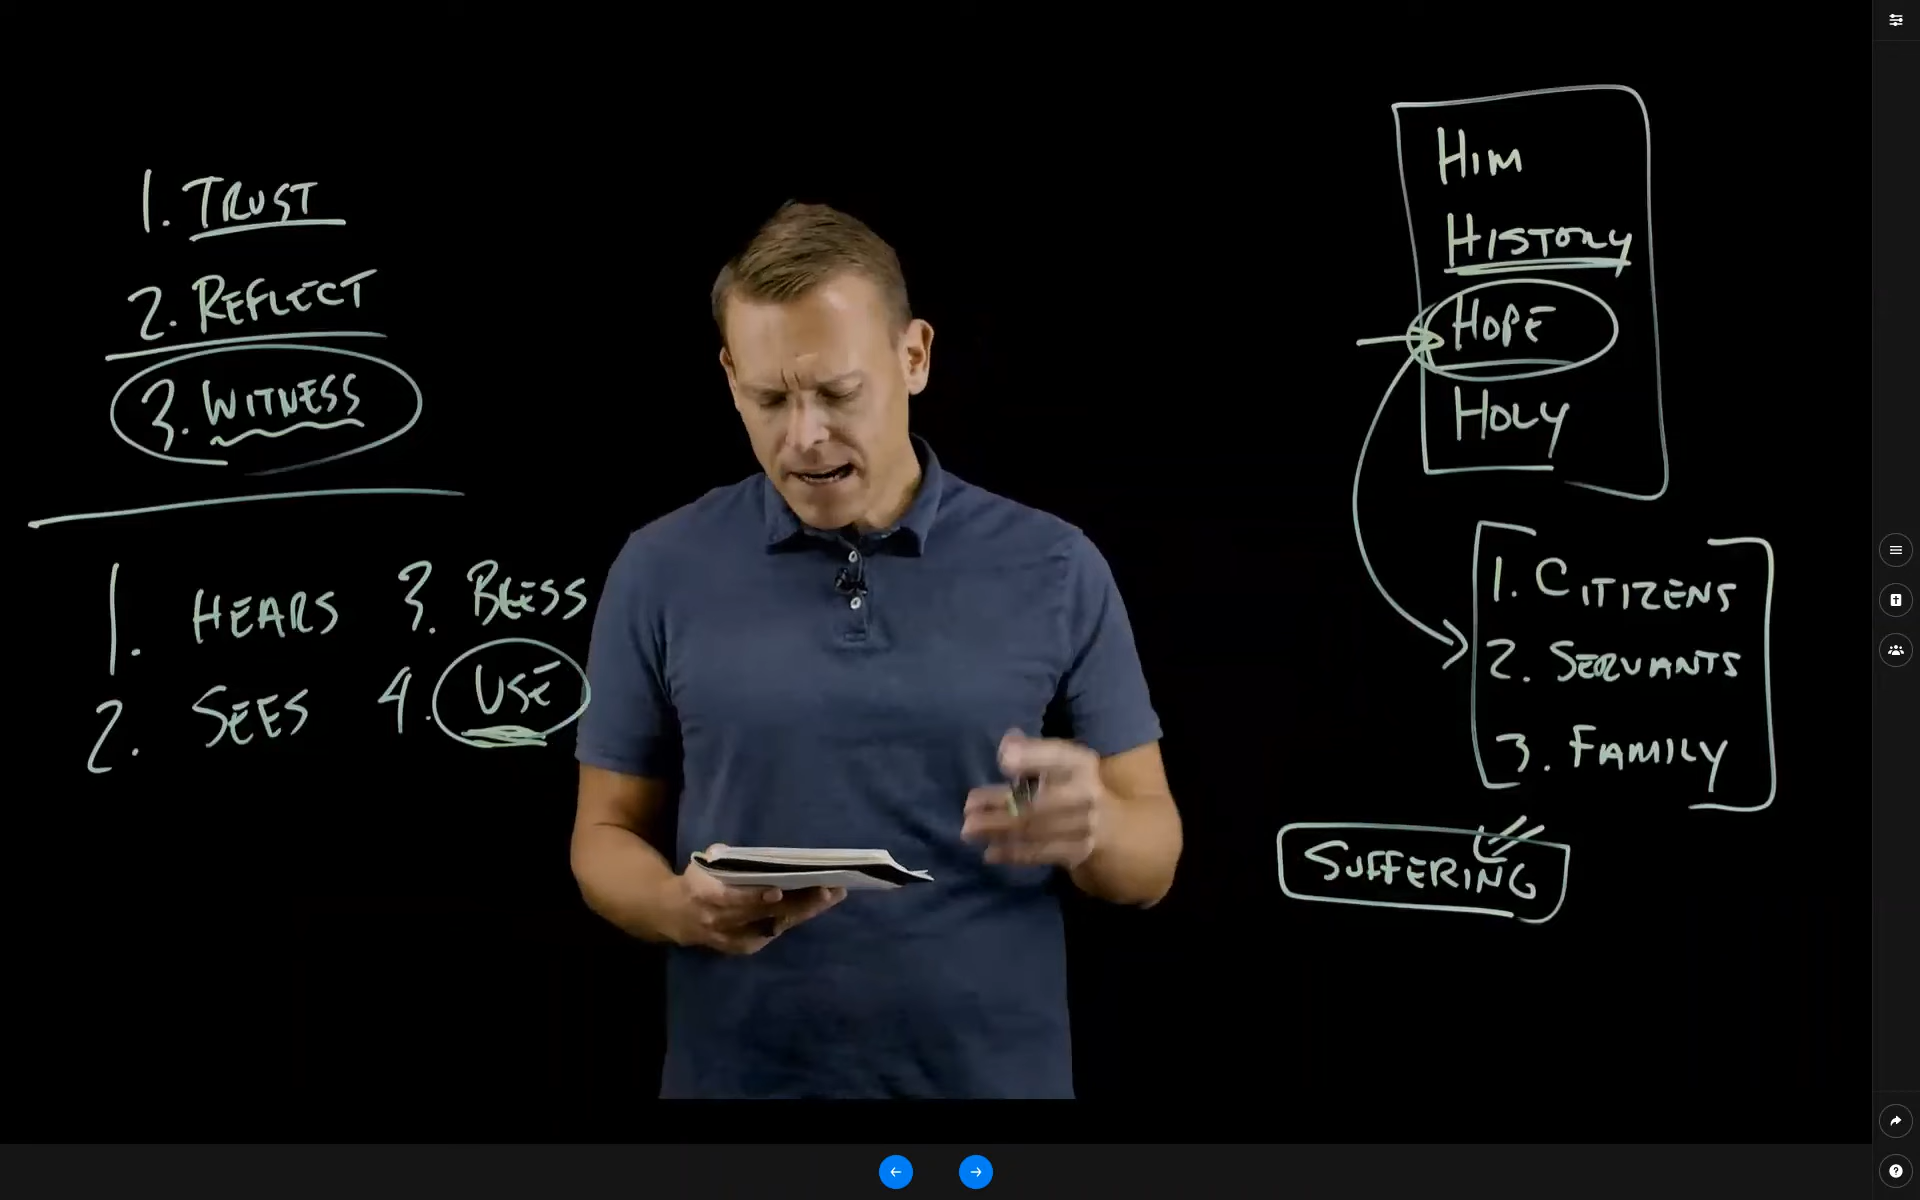 1. TRUST
2. REFLECT
3. WITNESS
1. HEARS
2. SEES
3. BLESS
4. USE
HIM
HISTORY
HOPE
HOLY
1. CITIZENS
2. SERVANTS
3. FAMILY
SUFFERING